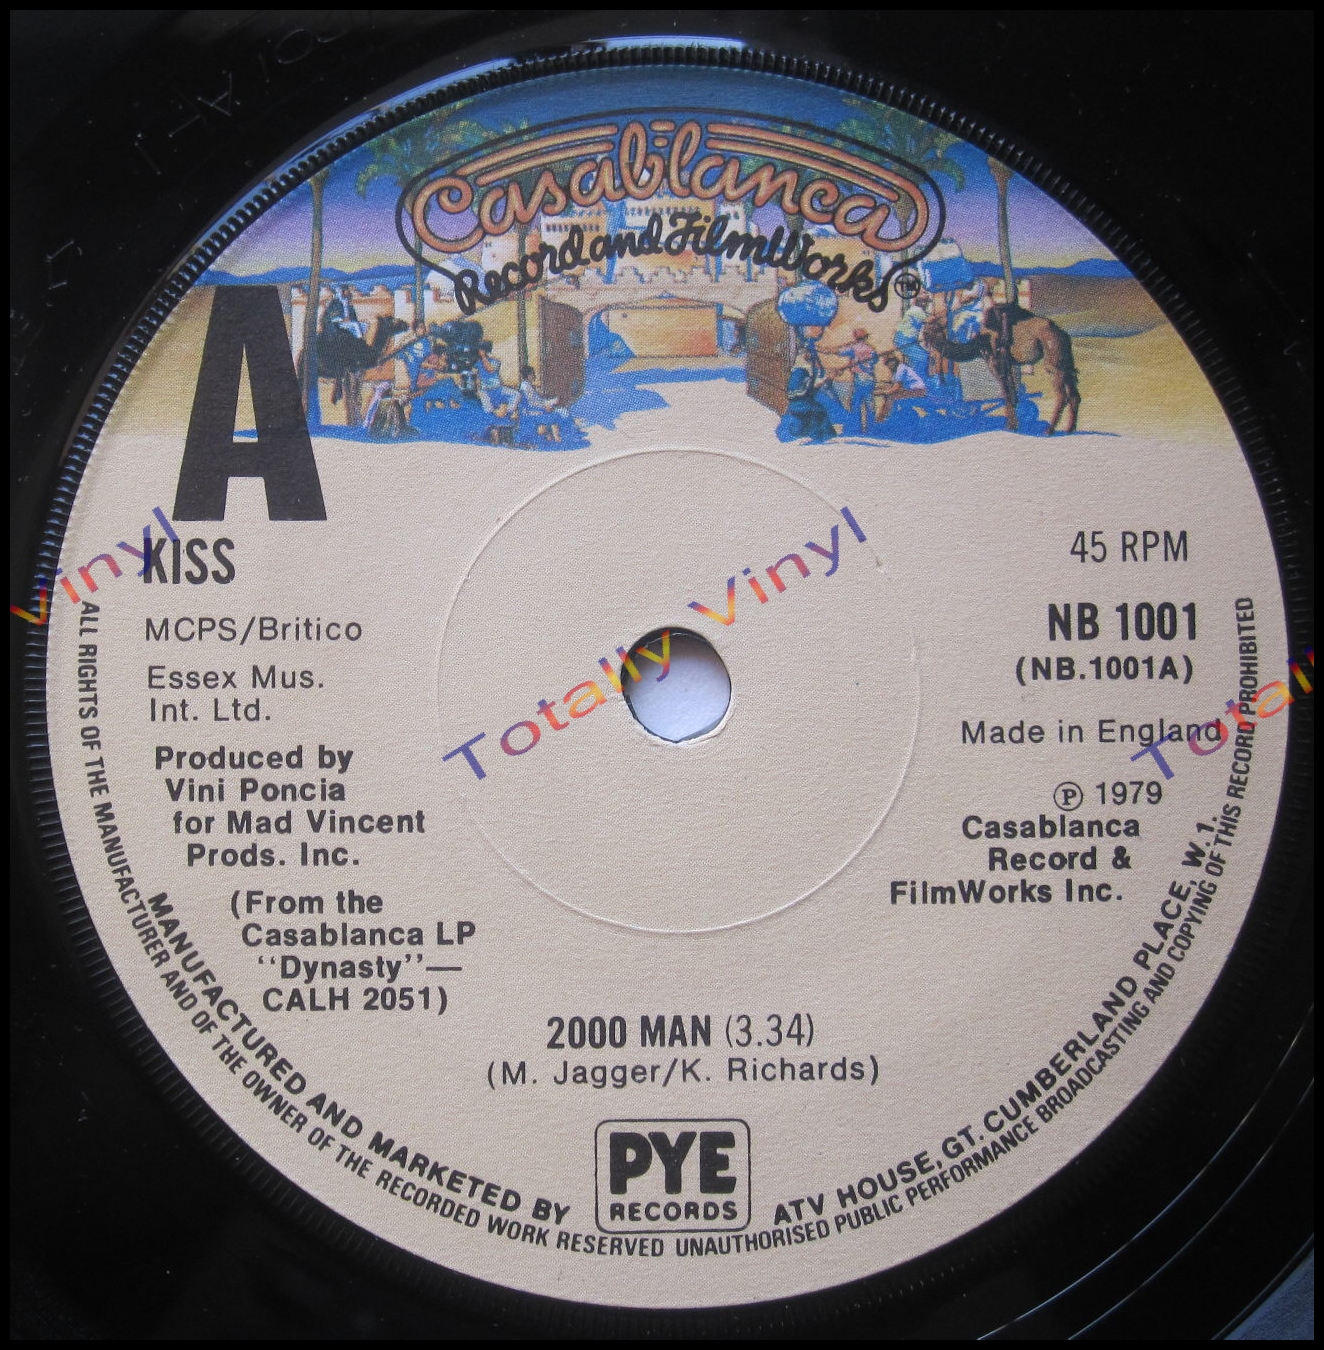 Casablanca
Record and FilmWorks TM
A
KISS
45 RPM
MCPS/Britico
NB 1001
(NB.1001A)
Essex Mus.
Int. Ltd.
Made in England
Produced by
Vini Poncia
for Mad Vincent
Prods. Inc.
Ⓟ 1979
Casablanca
Record &
FilmWorks Inc.
(From the
Casablanca LP
“Dynasty”—
CALH 2051)
2000 MAN (3.34)
(M. Jagger/K. Richards)
PYE
RECORDS
MANUFACTURED AND MARKETED BY
ATV HOUSE, GT. CUMBERLAND PLACE, W.1.
ALL RIGHTS OF THE MANUFACTURER AND OF THE OWNER OF THE RECORDED WORK RESERVED UNAUTHORISED PUBLIC PERFORMANCE BROADCASTING AND COPYING OF THIS RECORD PROHIBITED
Vinyl
Totally Vinyl
Totally